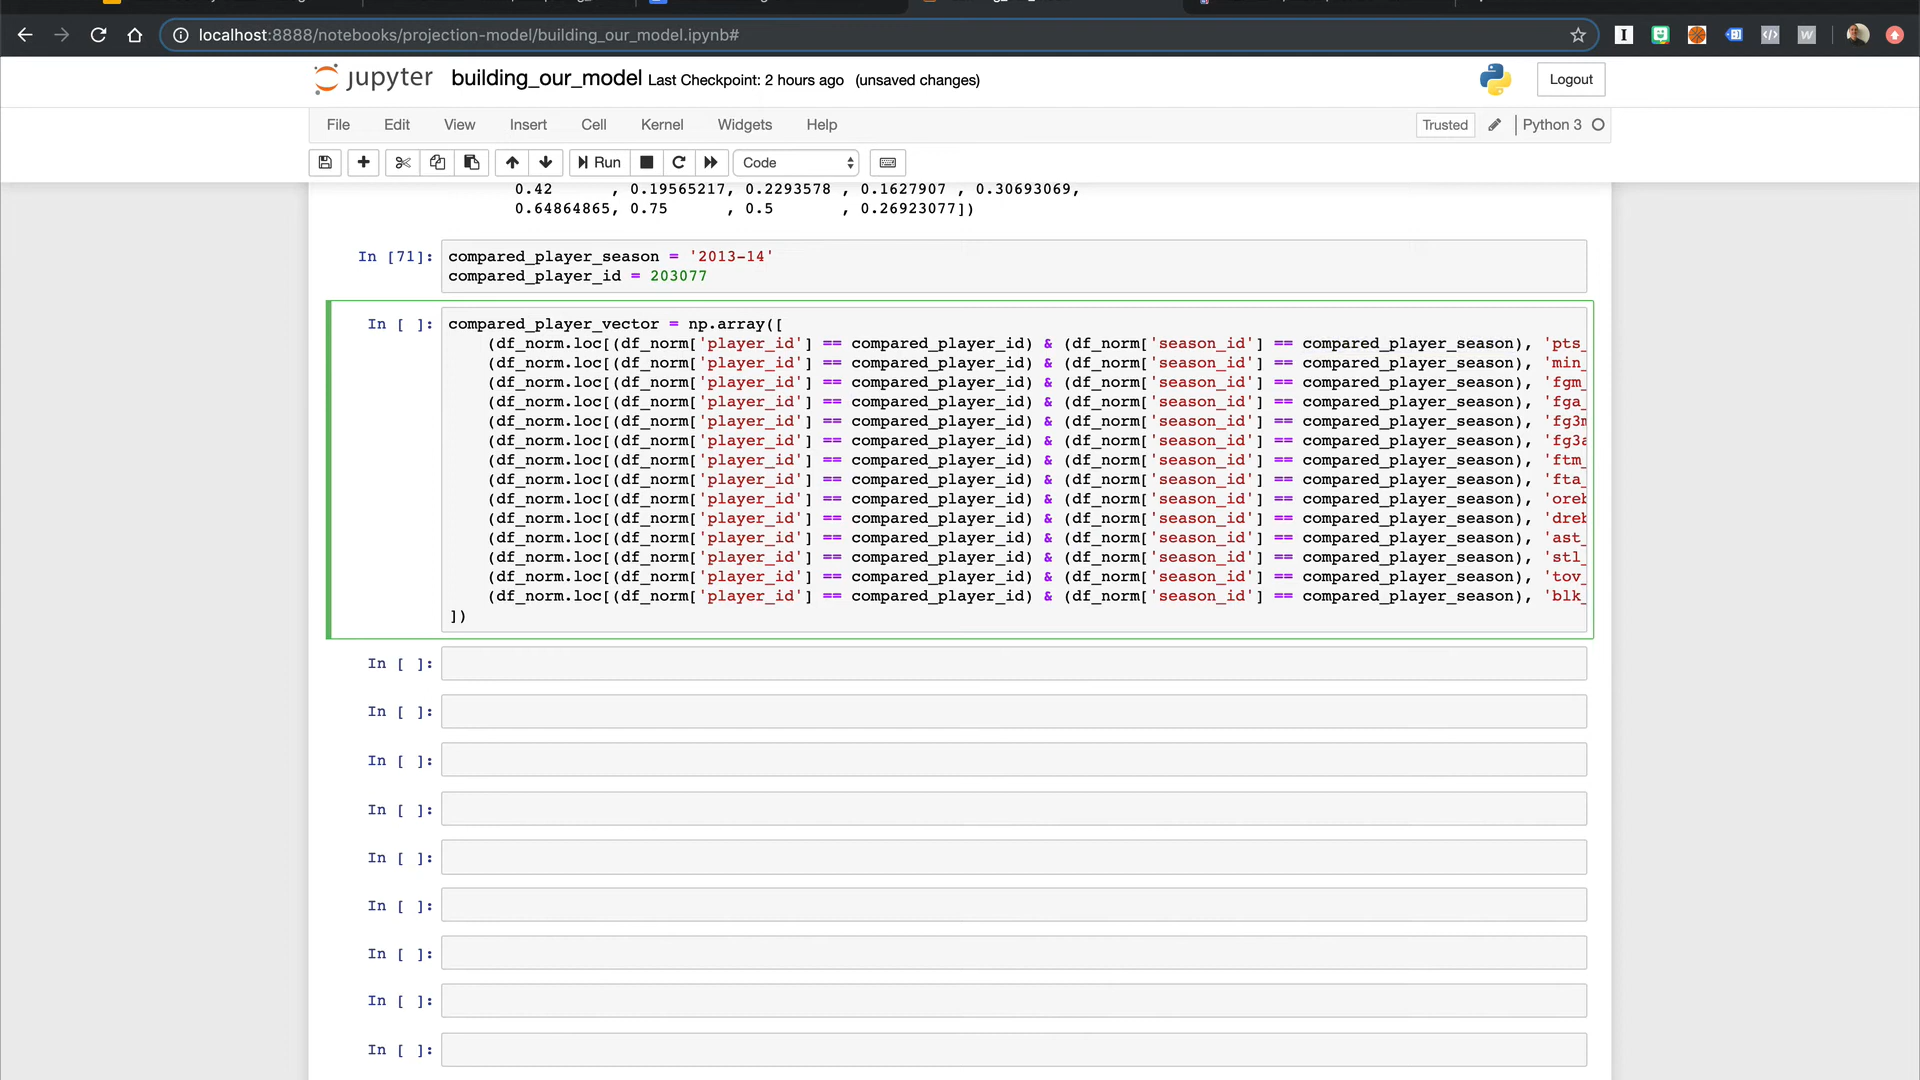 localhost:8888/notebooks/projection-model/building_our_model.ipynb#
jupyter building_our_model Last Checkpoint: 2 hours ago (unsaved changes)
Logout
File Edit View Insert Cell Kernel Widgets Help
Trusted Python 3
Run Code
0.42      , 0.19565217, 0.2293578 , 0.1627907 , 0.30693069,
0.64864865, 0.75      , 0.5       , 0.26923077])
In [71]: compared_player_season = '2013-14'
compared_player_id = 203077
In [ ]: compared_player_vector = np.array([
(df_norm.loc[(df_norm['player_id'] == compared_player_id) & (df_norm['season_id'] == compared_player_season), 'pts_
(df_norm.loc[(df_norm['player_id'] == compared_player_id) & (df_norm['season_id'] == compared_player_season), 'min_
(df_norm.loc[(df_norm['player_id'] == compared_player_id) & (df_norm['season_id'] == compared_player_season), 'fgm_
(df_norm.loc[(df_norm['player_id'] == compared_player_id) & (df_norm['season_id'] == compared_player_season), 'fga_
(df_norm.loc[(df_norm['player_id'] == compared_player_id) & (df_norm['season_id'] == compared_player_season), 'fg3m
(df_norm.loc[(df_norm['player_id'] == compared_player_id) & (df_norm['season_id'] == compared_player_season), 'fg3a
(df_norm.loc[(df_norm['player_id'] == compared_player_id) & (df_norm['season_id'] == compared_player_season), 'ftm_
(df_norm.loc[(df_norm['player_id'] == compared_player_id) & (df_norm['season_id'] == compared_player_season), 'fta_
(df_norm.loc[(df_norm['player_id'] == compared_player_id) & (df_norm['season_id'] == compared_player_season), 'oreb
(df_norm.loc[(df_norm['player_id'] == compared_player_id) & (df_norm['season_id'] == compared_player_season), 'dreb
(df_norm.loc[(df_norm['player_id'] == compared_player_id) & (df_norm['season_id'] == compared_player_season), 'ast_
(df_norm.loc[(df_norm['player_id'] == compared_player_id) & (df_norm['season_id'] == compared_player_season), 'stl_
(df_norm.loc[(df_norm['player_id'] == compared_player_id) & (df_norm['season_id'] == compared_player_season), 'tov_
(df_norm.loc[(df_norm['player_id'] == compared_player_id) & (df_norm['season_id'] == compared_player_season), 'blk_
])
In [ ]:
In [ ]:
In [ ]:
In [ ]:
In [ ]:
In [ ]:
In [ ]:
In [ ]:
In [ ]: